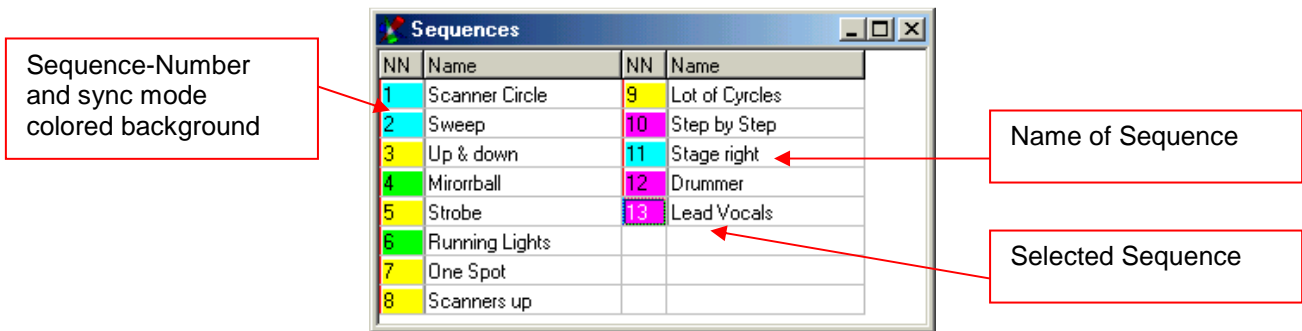 Sequence-Number
and sync mode
colored background
Sequences
NN Name NN Name
1 Scanner Circle 9 Lot of Cyrcles
2 Sweep 10 Step by Step
3 Up & down 11 Stage right
4 Mirorrball 12 Drummer
5 Strobe 13 Lead Vocals
6 Running Lights
7 One Spot
8 Scanners up
Name of Sequence
Selected Sequence